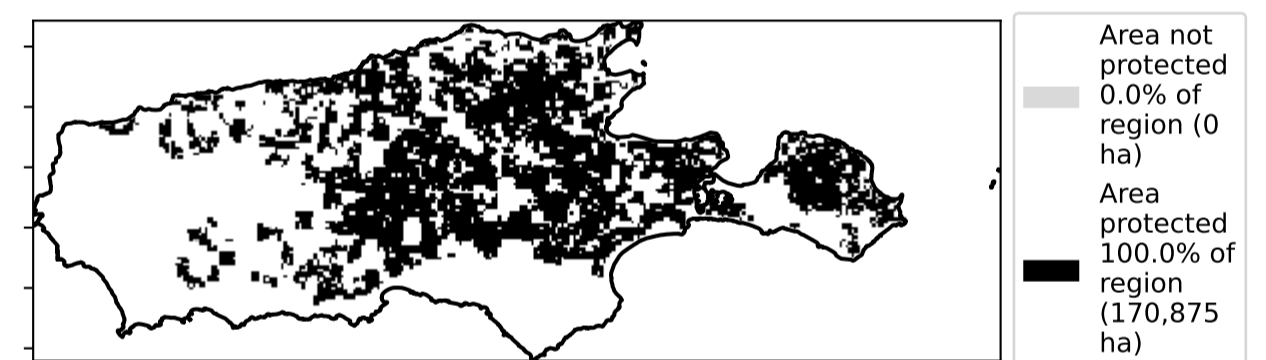 Area not
protected
0.0% of
region (0
ha)
Area
protected
100.0% of
region
(170,875
ha)